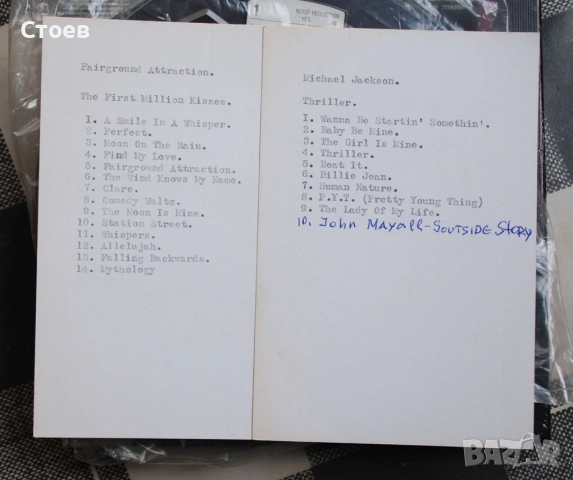 Стоев
1
NOISE REDUCTION
YES
Fairground Attraction.
The First Million Kisses.
1. A Smile In A Whisper.
2. Perfect.
3. Moon On The Rain.
4. Find My Love.
5. Fairground Attraction.
6. The Wind Knows My Name.
7. Clare.
8. Comedy Waltz.
9. The Moon Is Mine.
10. Station Street.
11. Whispers.
12. Allelujah.
13. Falling Backwards.
14. Mythology
Michael Jackson.
Thriller.
1. Wanna Be Startin' Somethin'.
2. Baby Be Mine.
3. The Girl Is Mine.
4. Thriller.
5. Beat It.
6. Billie Jean.
7. Human Nature.
8. P.Y.T. (Pretty Young Thing)
9. The Lady Of My Life.
10. John Mayall-Soutside Story
BAZAR